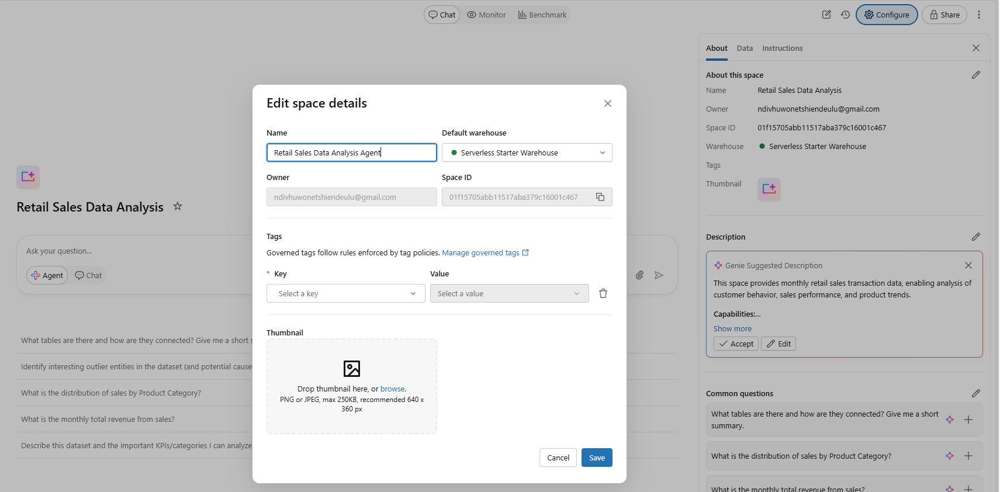 Chat
Monitor
Benchmark
Configure
Share
Retail Sales Data Analysis
Ask your question...
Agent
Chat
What tables are there and how are they connected? Give me a short s
Identify interesting outlier entities in the dataset (and potential cause
What is the distribution of sales by Product Category?
What is the monthly total revenue from sales?
Describe this dataset and the important KPIs/categories I can analyze
Edit space details
Name
Default warehouse
Retail Sales Data Analysis Agent
Serverless Starter Warehouse
Owner
Space ID
ndivhuwonetshiendeulu@gmail.com
01f15705abb11517aba379c16001c467
Tags
Governed tags follow rules enforced by tag policies. Manage governed tags
* Key
Value
Select a key
Select a value
Thumbnail
Drop thumbnail here, or browse.
PNG or JPEG, max 250KB, recommended 640 x
360 px
Cancel
Save
About
Data
Instructions
About this space
Name Retail Sales Data Analysis
Owner ndivhuwonetshiendeulu@gmail.com
Space ID 01f15705abb11517aba379c16001c467
Warehouse Serverless Starter Warehouse
Tags
Thumbnail
Description
Genie Suggested Description
This space provides monthly retail sales transaction data, enabling analysis of
customer behavior, sales performance, and product trends.
Capabilities:...
Show more
Accept
Edit
Common questions
What tables are there and how are they connected? Give me a short
summary.
What is the distribution of sales by Product Category?
What is the monthly total revenue from sales?